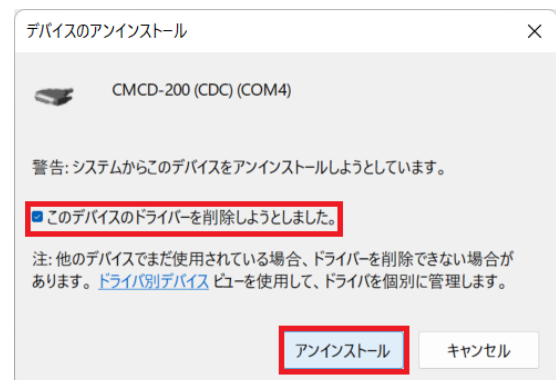 デバイスのアンインストール
CMCD-200 (CDC) (COM4)
警告: システムからこのデバイスをアンインストールしようとしています。
このデバイスのドライバーを削除しようとしました。
注: 他のデバイスでまだ使用されている場合、ドライバーを削除できない場合が
あります。ドライバ別デバイス ビューを使用して、ドライバを個別に管理します。
アンインストール キャンセル